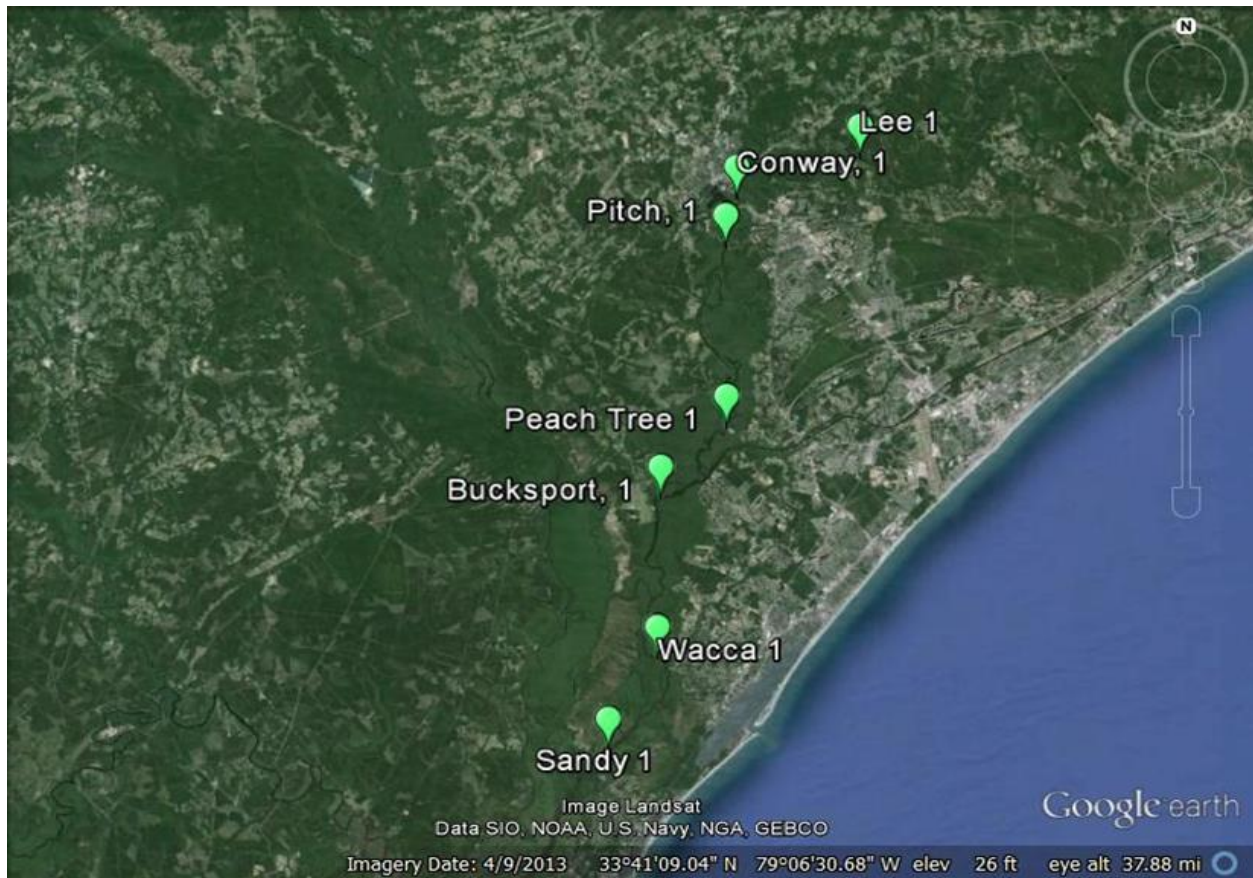 N
Lee 1
Conway, 1
Pitch, 1
Peach Tree 1
Bucksport, 1
Wacca 1
Sandy 1
Image Landsat
Data SIO, NOAA, U.S. Navy, NGA, GEBCO
Google earth
Imagery Date: 4/9/2013 33°41'09.04" N 79°06'30.68" W elev 26 ft eye alt 37.88 mi